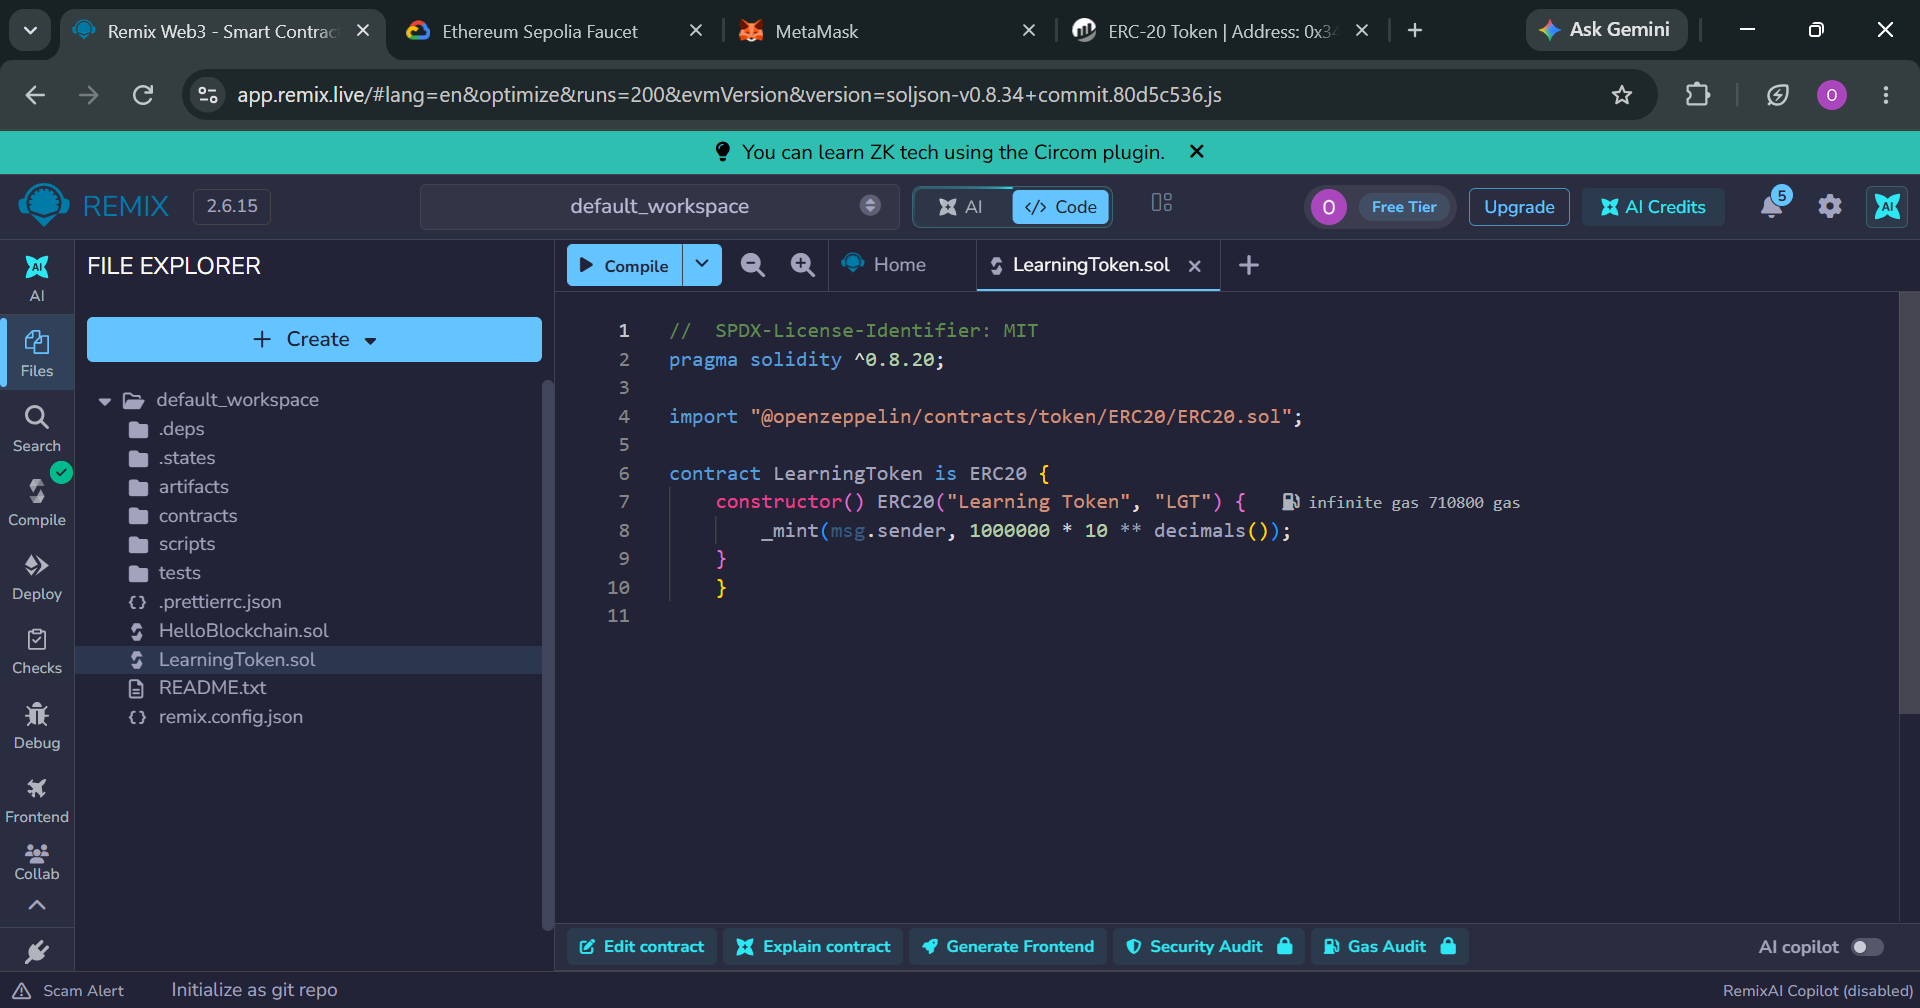 Remix Web3 - Smart Contrac
Ethereum Sepolia Faucet
MetaMask
ERC-20 Token | Address: 0x34
Ask Gemini
app.remix.live/#lang=en&optimize&runs=200&evmVersion&version=soljson-v0.8.34+commit.80d5c536.js
O
You can learn ZK tech using the Circom plugin.
REMIX
2.6.15
default_workspace
AI
</> Code
O
Free Tier
Upgrade
AI Credits
5
AI
AI
AI
Files
Search
Compile
Deploy
Checks
Debug
Frontend
Collab
FILE EXPLORER
+ Create
default_workspace
.deps
.states
artifacts
contracts
scripts
tests
.prettierrc.json
HelloBlockchain.sol
LearningToken.sol
README.txt
remix.config.json
Compile
Home
LearningToken.sol
1 // SPDX-License-Identifier: MIT
2 pragma solidity ^0.8.20;
3
4 import "@openzeppelin/contracts/token/ERC20/ERC20.sol";
5
6 contract LearningToken is ERC20 {
7 constructor() ERC20("Learning Token", "LGT") { infinite gas 710800 gas
8 _mint(msg.sender, 1000000 * 10 ** decimals());
9 }
10 }
11
Edit contract
Explain contract
Generate Frontend
Security Audit
Gas Audit
AI copilot
Scam Alert
Initialize as git repo
RemixAI Copilot (disabled)